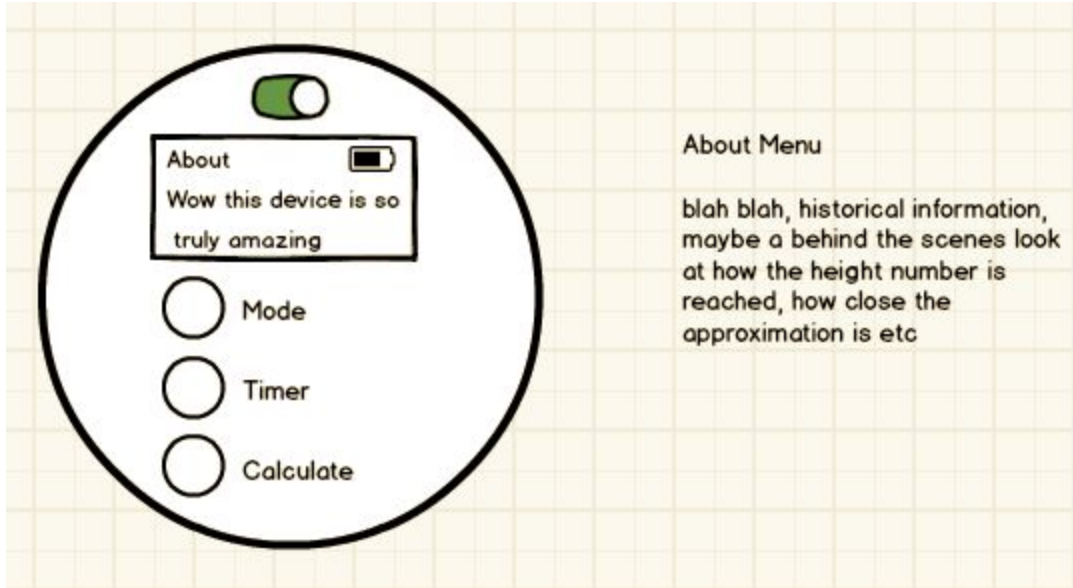 About
Wow this device is so
truly amazing
Mode
Timer
Calculate
About Menu
blah blah, historical information,
maybe a behind the scenes look
at how the height number is
reached, how close the
approximation is etc